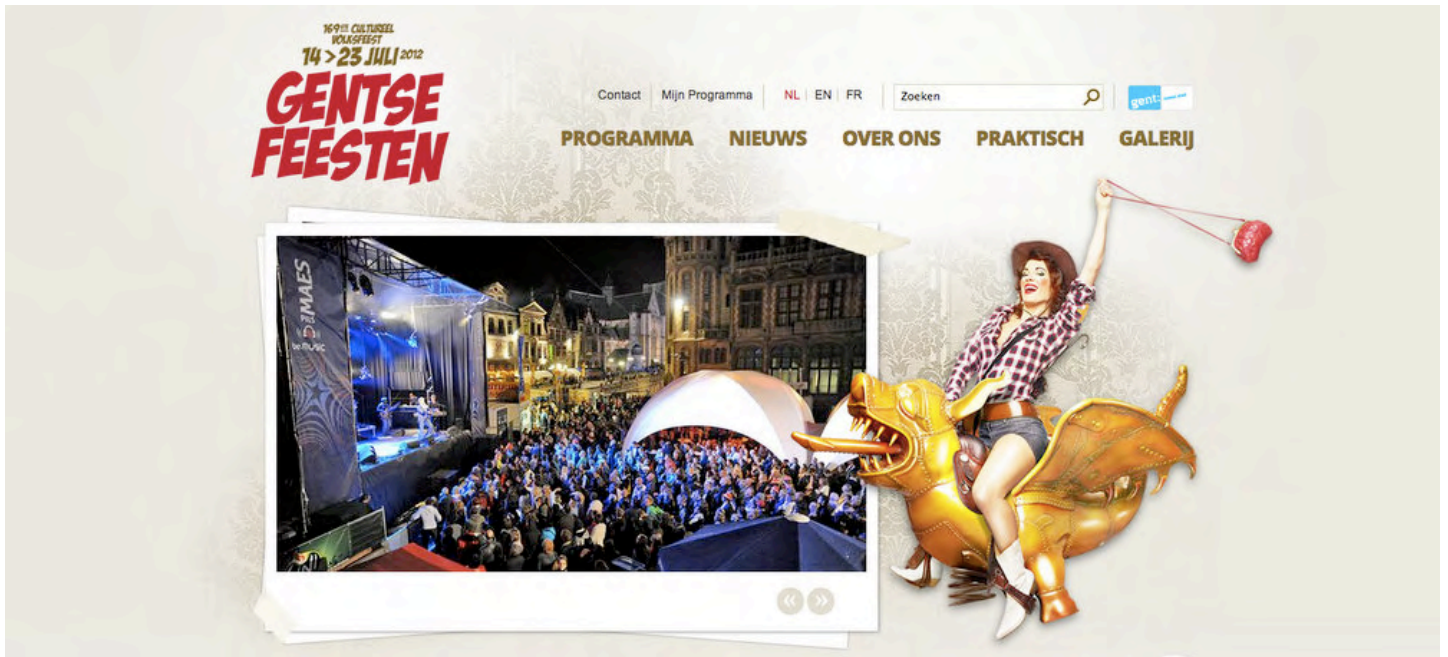 169STE CULTUREEL
VOLKSFEEST
14 > 23 JULI 2012
GENTSE
FEESTEN
Contact Mijn Programma NL EN FR Zoeken gent:
PROGRAMMA NIEUWS OVER ONS PRAKTISCH GALERIJ
MAES
be.music